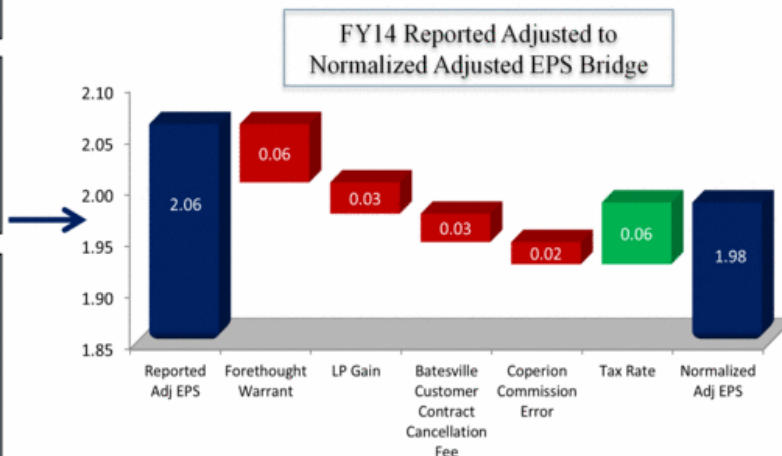 FY14 Reported Adjusted to
Normalized Adjusted EPS Bridge
2.10
2.05
2.00
1.95
1.90
1.85
2.06
0.06
0.03
0.03
0.02
0.06
1.98
Reported
Adj EPS
Forethought
Warrant
LP Gain
Batesville
Customer
Contract
Cancellation
Fee
Coperion
Commission
Error
Tax Rate
Normalized
Adj EPS